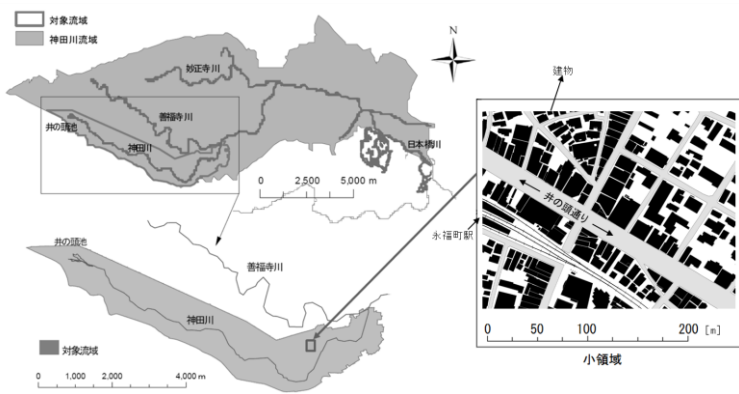 対象流域
神田川流域
N
妙正寺川
善福寺川
井の頭池
神田川
日本橋川
0 2,500 5,000 m
建物
井の頭通り
永福町駅
0 50 100 200 [m]
小領域
井の頭池
善福寺川
神田川
対象流域
0 1,000 2,000 4,000 m